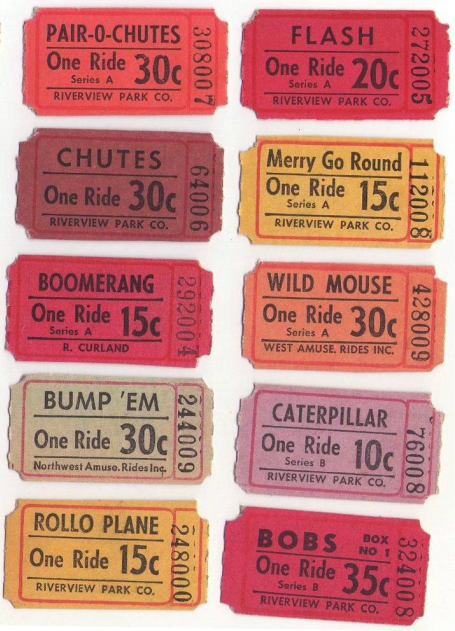 PAIR-O-CHUTES
One Ride 30c
Series A
RIVERVIEW PARK CO.
308007
FLASH
One Ride 20c
Series A
RIVERVIEW PARK CO.
272005
CHUTES
One Ride 30c
RIVERVIEW PARK CO.
64006
Merry Go Round
One Ride 15c
Series A
RIVERVIEW PARK CO.
112008
BOOMERANG
One Ride 15c
Series A
R. CURLAND
292004
WILD MOUSE
One Ride 30c
Series A
WEST AMUSE. RIDES INC.
428009
BUMP 'EM
One Ride 30c
Northwest Amuse. Rides Inc.
244009
CATERPILLAR
One Ride 10c
Series B
RIVERVIEW PARK CO.
76008
ROLLO PLANE
One Ride 15c
RIVERVIEW PARK CO.
248000
BOBS BOX NO 1
One Ride 35c
Series B
RIVERVIEW PARK CO.
324008